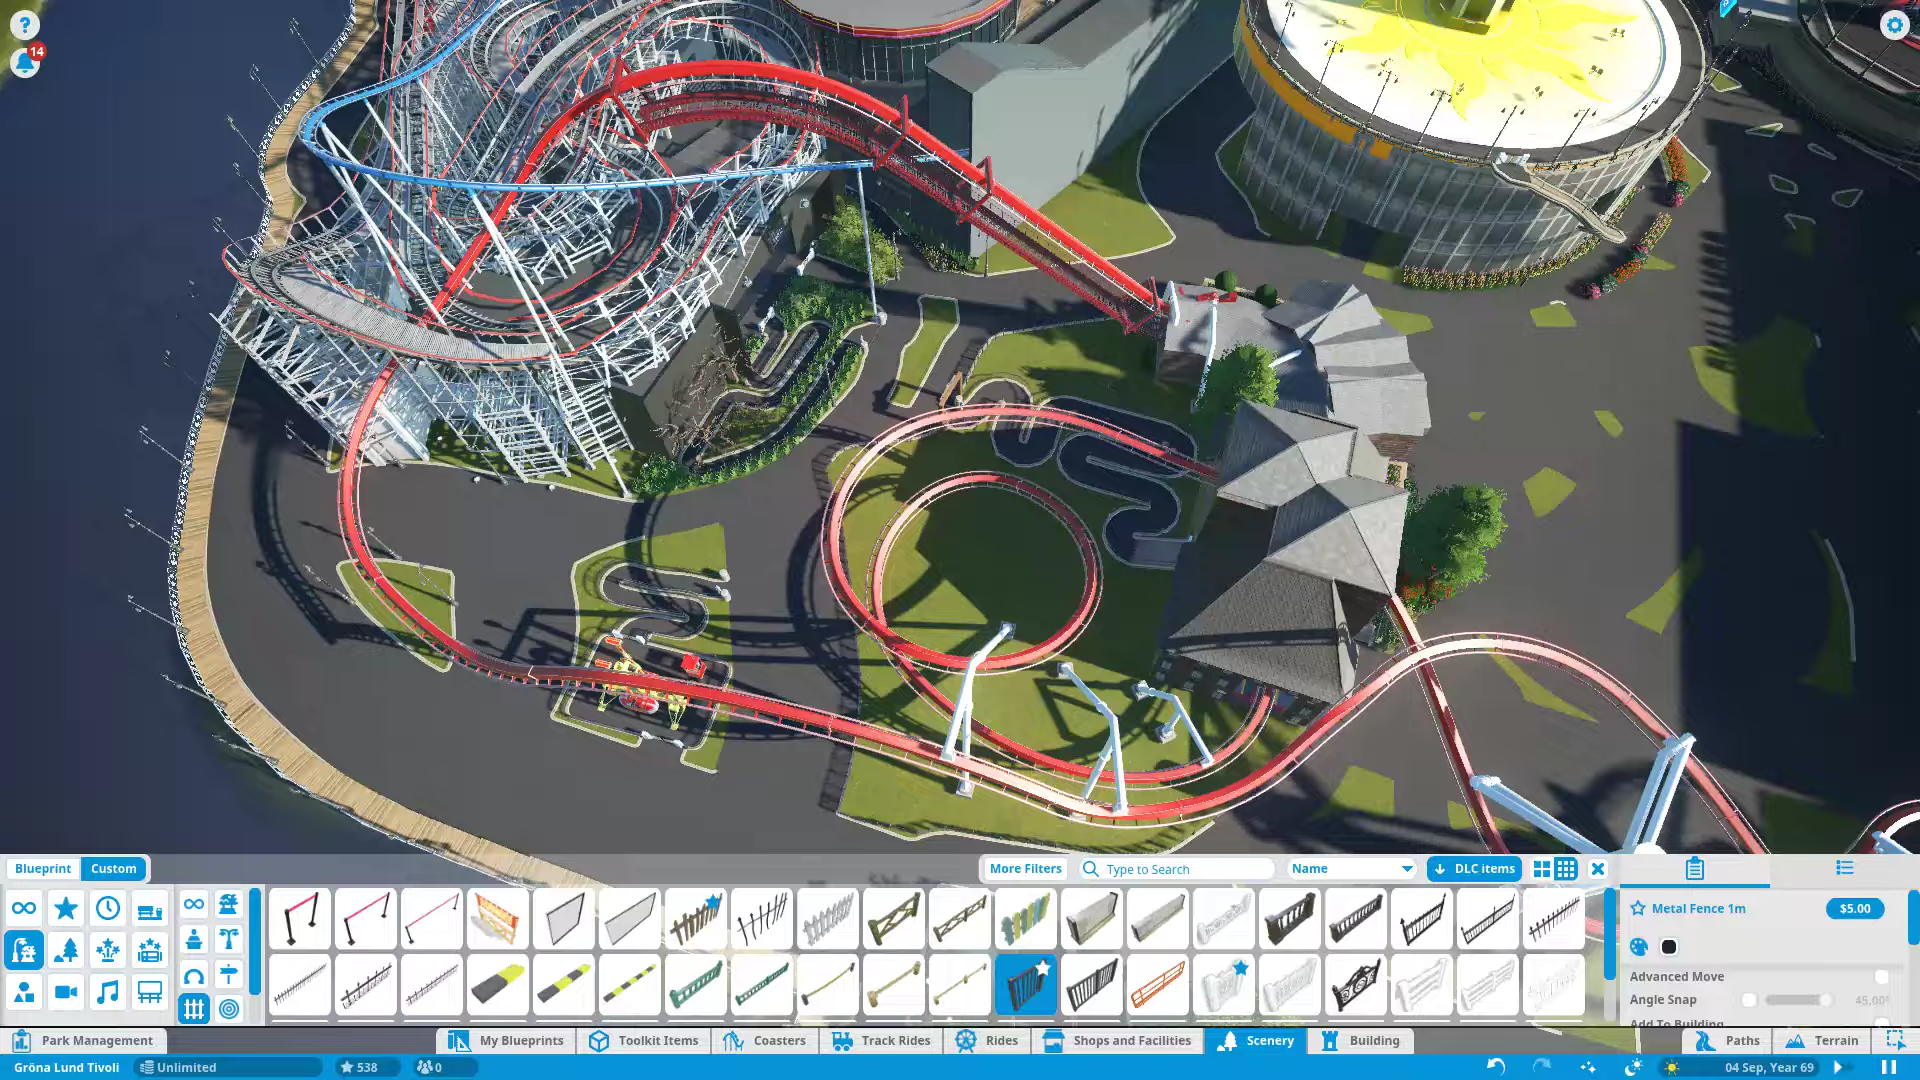 ?
14
Blueprint
Custom
More Filters
Type to Search
Name
DLC items
Metal Fence 1m
$5.00
Advanced Move
Angle Snap
45.00°
Add To Building
Park Management
My Blueprints
Toolkit Items
Coasters
Track Rides
Rides
Shops and Facilities
Scenery
Building
Paths
Terrain
Gröna Lund Tivoli
Unlimited
538
0
04 Sep, Year 69